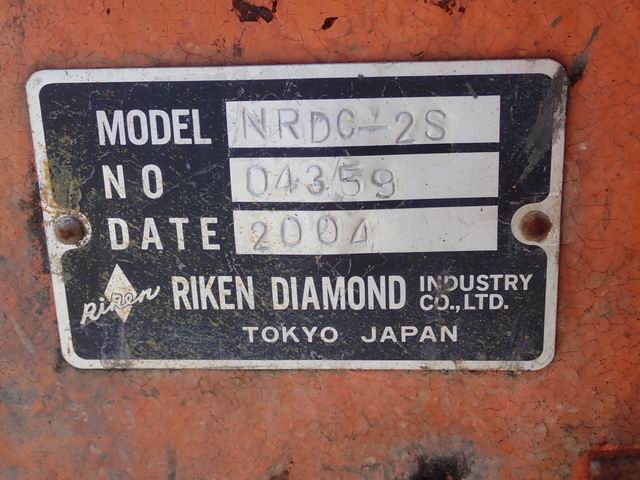 MODEL NRDC-2S
NO 04359
DATE 2004
Riken RIKEN DIAMOND INDUSTRY CO.,LTD.
TOKYO JAPAN